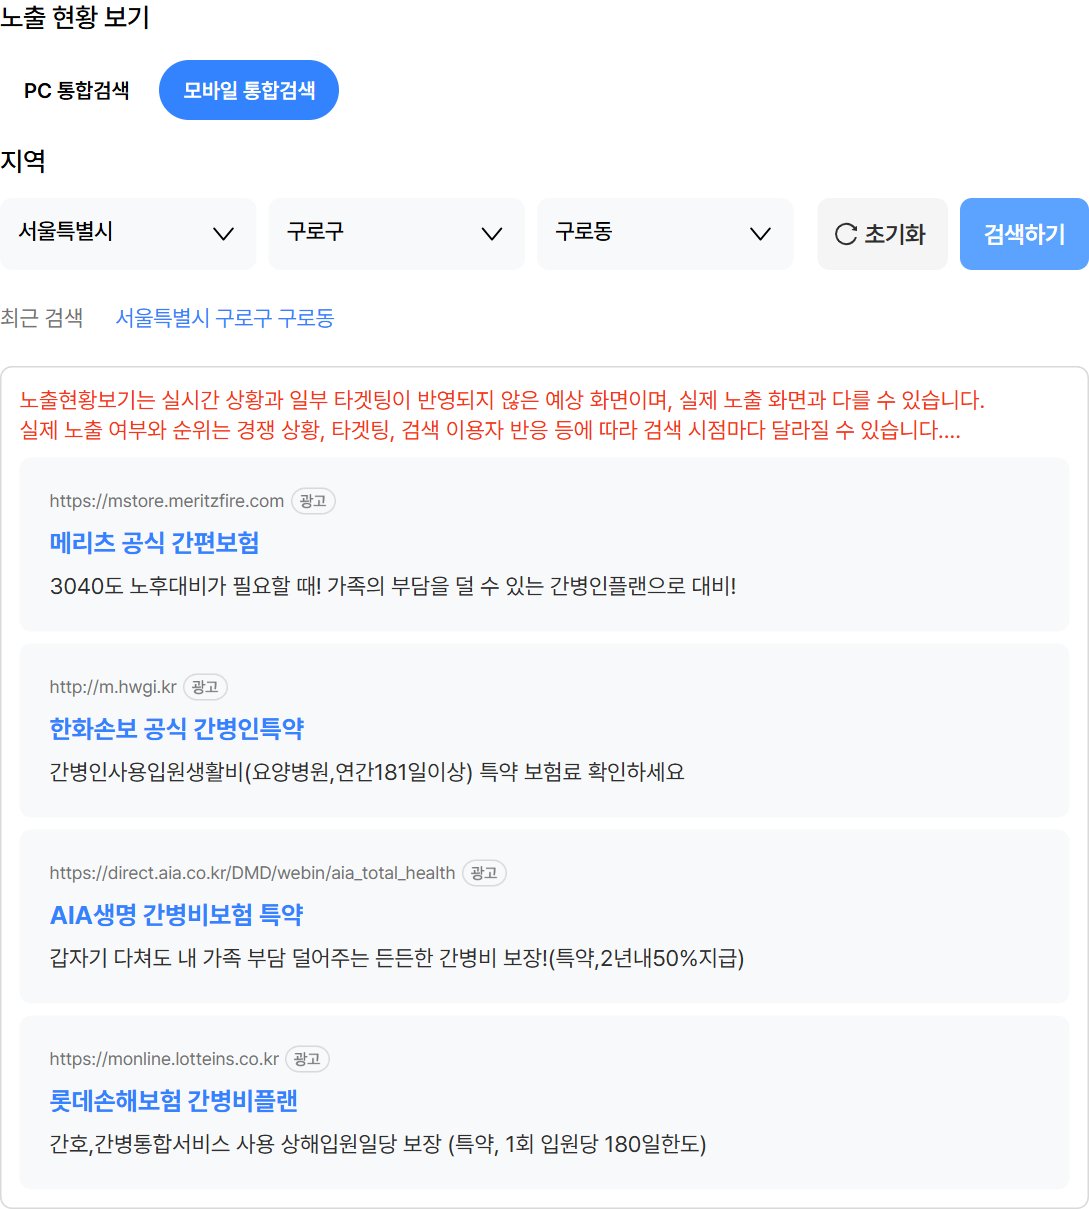 노출 현황 보기
PC 통합검색 모바일 통합검색
지역
서울특별시 구로구 구로동 초기화 검색하기
최근 검색 서울특별시 구로구 구로동
노출현황보기는 실시간 상황과 일부 타겟팅이 반영되지 않은 예상 화면이며, 실제 노출 화면과 다를 수 있습니다.
실제 노출 여부와 순위는 경쟁 상황, 타겟팅, 검색 이용자 반응 등에 따라 검색 시점마다 달라질 수 있습니다....
https://mstore.meritzfire.com 광고
메리츠 공식 간편보험
3040도 노후대비가 필요할 때! 가족의 부담을 덜 수 있는 간병인플랜으로 대비!
http://m.hwgi.kr 광고
한화손보 공식 간병인특약
간병인사용입원생활비(요양병원,연간181일이상) 특약 보험료 확인하세요
https://direct.aia.co.kr/DMD/webin/aia_total_health 광고
AIA생명 간병비보험 특약
갑자기 다쳐도 내 가족 부담 덜어주는 든든한 간병비 보장!(특약,2년내50%지급)
https://monline.lotteins.co.kr 광고
롯데손해보험 간병비플랜
간호,간병통합서비스 사용 상해입원일당 보장 (특약, 1회 입원당 180일한도)